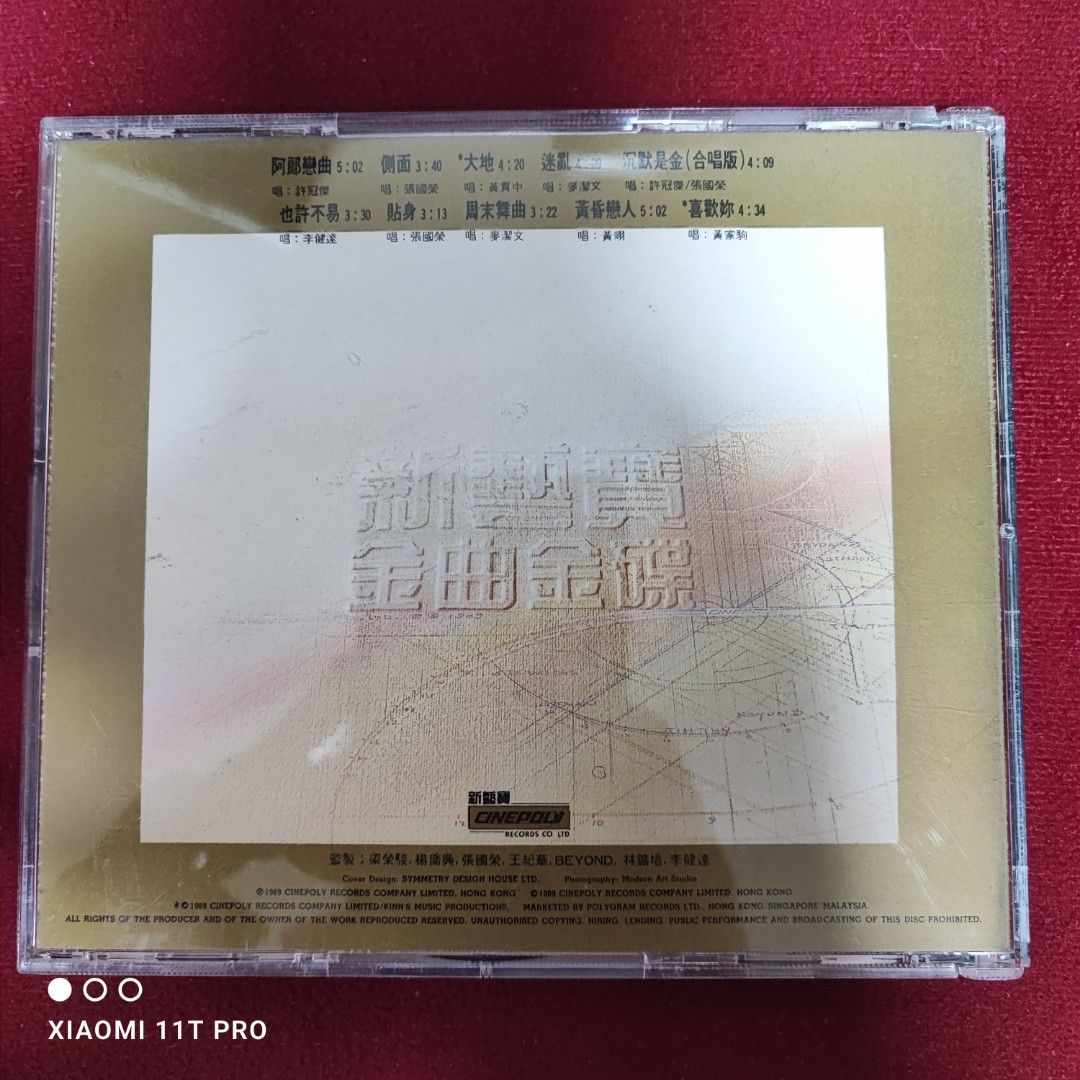 阿郎戀曲 5:02 側面 3:40 *大地 4:20 迷亂 沉默是金(合唱版) 4:09
唱：許冠傑 唱：張國榮 唱：黃貫中 唱：麥潔文 唱：許冠傑/張國榮
也許不易 3:30 貼身 3:13 周末舞曲 3:22 黃昏戀人 5:02 *喜歡妳 4:34
唱：李健達 唱：張國榮 唱：麥潔文 唱：黃翊 唱：黃家駒
新藝寶
金曲金碟
CINEPOLY
新藝寶
CINEPOLY
RECORDS CO. LTD
監製：梁榮駿, 楊喬興, 張國榮, 王紀華, BEYOND, 林鑛培, 李健達
Cover Design: SYMMETRY DESIGN HOUSE LTD. Photography: Modern Art Studio
℗1989 CINEPOLY RECORDS COMPANY LIMITED. HONG KONG ©1989 CINEPOLY RECORDS COMPANY LIMITED. HONG KONG
*©1989 CINEPOLY RECORDS COMPANY LIMITED/KINN'S MUSIC PRODUCTIONS. MARKETED BY POLYGRAM RECORDS LTD., HONG KONG·SINGAPORE·MALAYSIA.
ALL RIGHTS OF THE PRODUCER AND OF THE OWNER OF THE WORK REPRODUCED RESERVED. UNAUTHORISED COPYING, HIRING, LENDING, PUBLIC PERFORMANCE AND BROADCASTING OF THIS DISC PROHIBITED.
XIAOMI 11T PRO